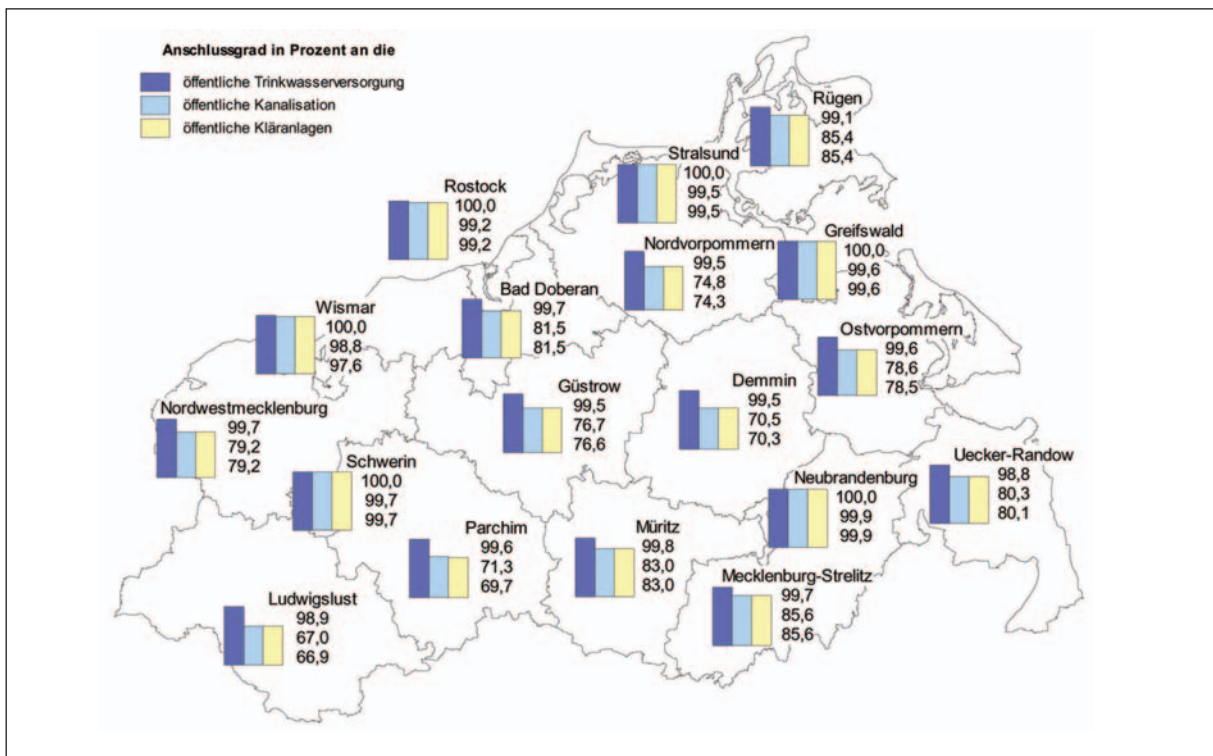 Anschlussgrad in Prozent an die
öffentliche Trinkwasserversorgung
öffentliche Kanalisation
öffentliche Kläranlagen
Rügen
99,1
85,4
85,4
Stralsund
100,0
99,5
99,5
Rostock
100,0
99,2
99,2
Greifswald
100,0
99,6
99,6
Nordvorpommern
99,5
74,8
74,3
Bad Doberan
99,7
81,5
81,5
Wismar
100,0
98,8
97,6
Ostvorpommern
99,6
78,6
78,5
Güstrow
99,5
76,7
76,6
Demmin
99,5
70,5
70,3
Nordwestmecklenburg
99,7
79,2
79,2
Schwerin
100,0
99,7
99,7
Uecker-Randow
98,8
80,3
80,1
Neubrandenburg
100,0
99,9
99,9
Parchim
99,6
71,3
69,7
Müritz
99,8
83,0
83,0
Mecklenburg-Strelitz
99,7
85,6
85,6
Ludwigslust
98,9
67,0
66,9